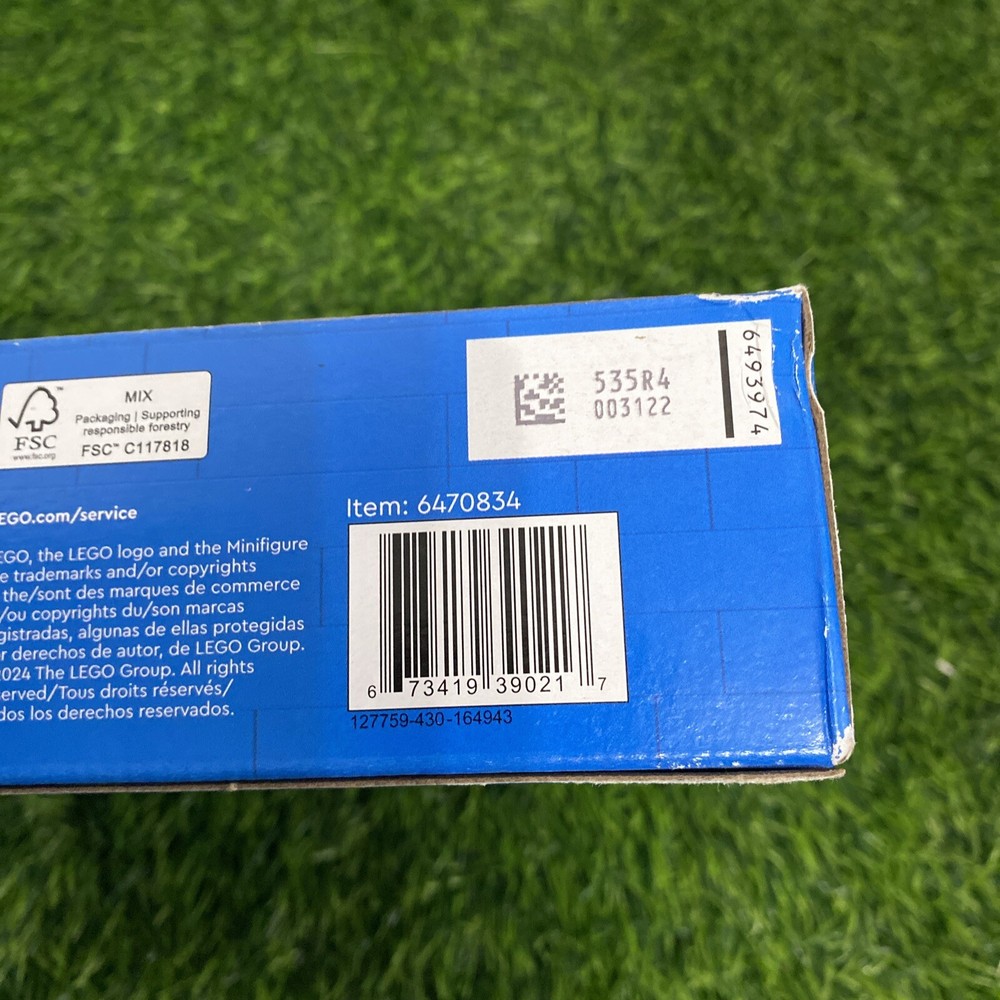 MIX
Packaging | Supporting
responsible forestry
FSC™ C117818
FSC
www.fsc.org
535R4
003122
6493974
EGO.com/service
EGO, the LEGO logo and the Minifigure
e trademarks and/or copyrights
the/sont des marques de commerce
/ou copyrights du/son marcas
gistradas, algunas de ellas protegidas
r derechos de autor, de LEGO Group.
2024 The LEGO Group. All rights
erved/Tous droits réservés/
dos los derechos reservados.
Item: 6470834
6 73419 39021 7
127759-430-164943